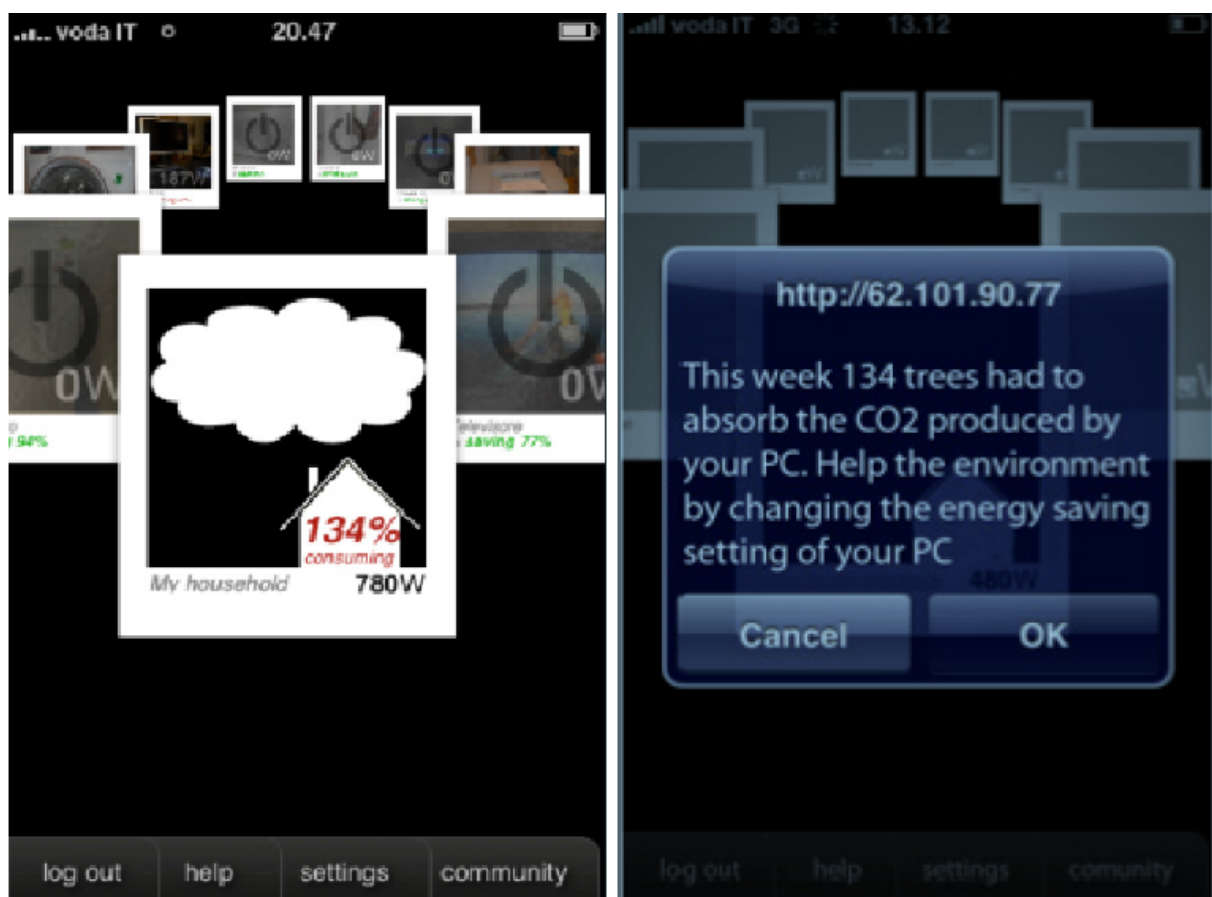 voda IT
20.47
187W
0W
0W
0W
0W
94%
Televisore
saving 77%
134%
consuming
My household
780W
log out
help
settings
community
voda IT 3G
13.12
http://62.101.90.77
This week 134 trees had to
absorb the CO2 produced by
your PC. Help the environment
by changing the energy saving
setting of your PC
480W
Cancel
OK
log out
help
settings
comunity